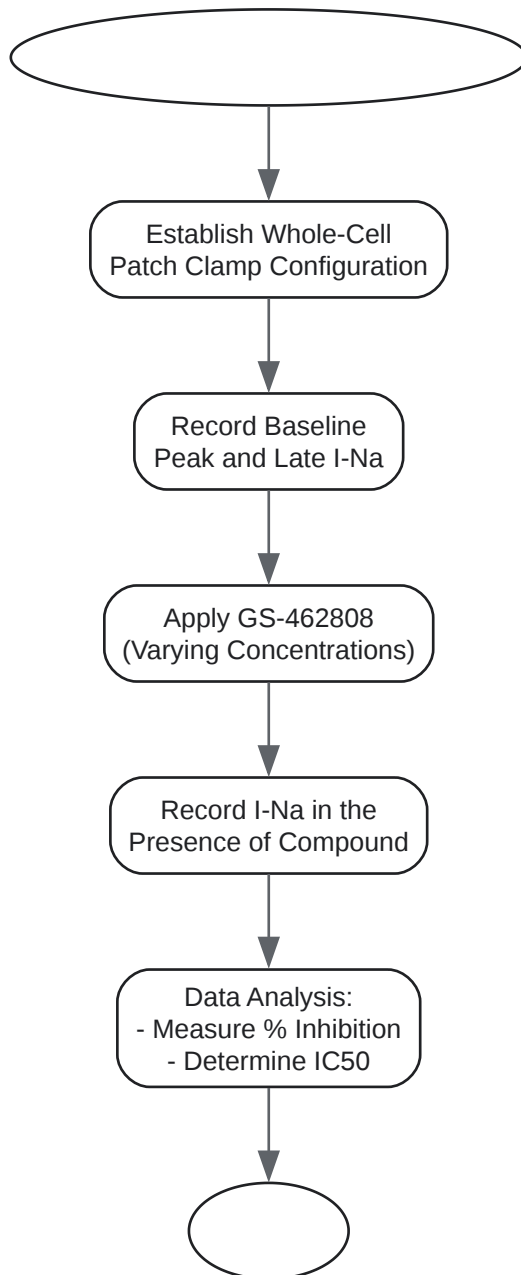 Establish Whole-Cell
Patch Clamp Configuration
Record Baseline
Peak and Late I-Na
Apply GS-462808
(Varying Concentrations)
Record I-Na in the
Presence of Compound
Data Analysis:
- Measure % Inhibition
- Determine IC50